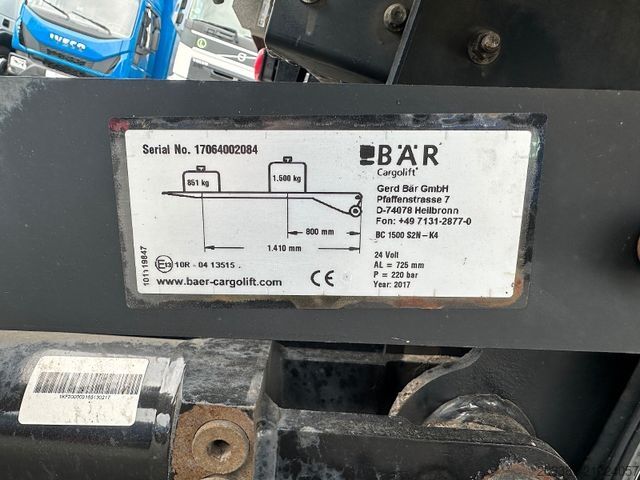 IVECO
Serial No. 17064002084
BÄR
Cargolift
851 kg
1.500 kg
Gerd Bär GmbH
Pfaffenstrasse 7
D-74078 Heilbronn
Fon: +49 7131-2877-0
800 mm
BC 1500 S2N-K4
1.410 mm
24 Volt
AL = 725 mm
P = 220 bar
Year: 2017
E13 10R - 04 13515
www.baer-cargolift.com
CE
101119847